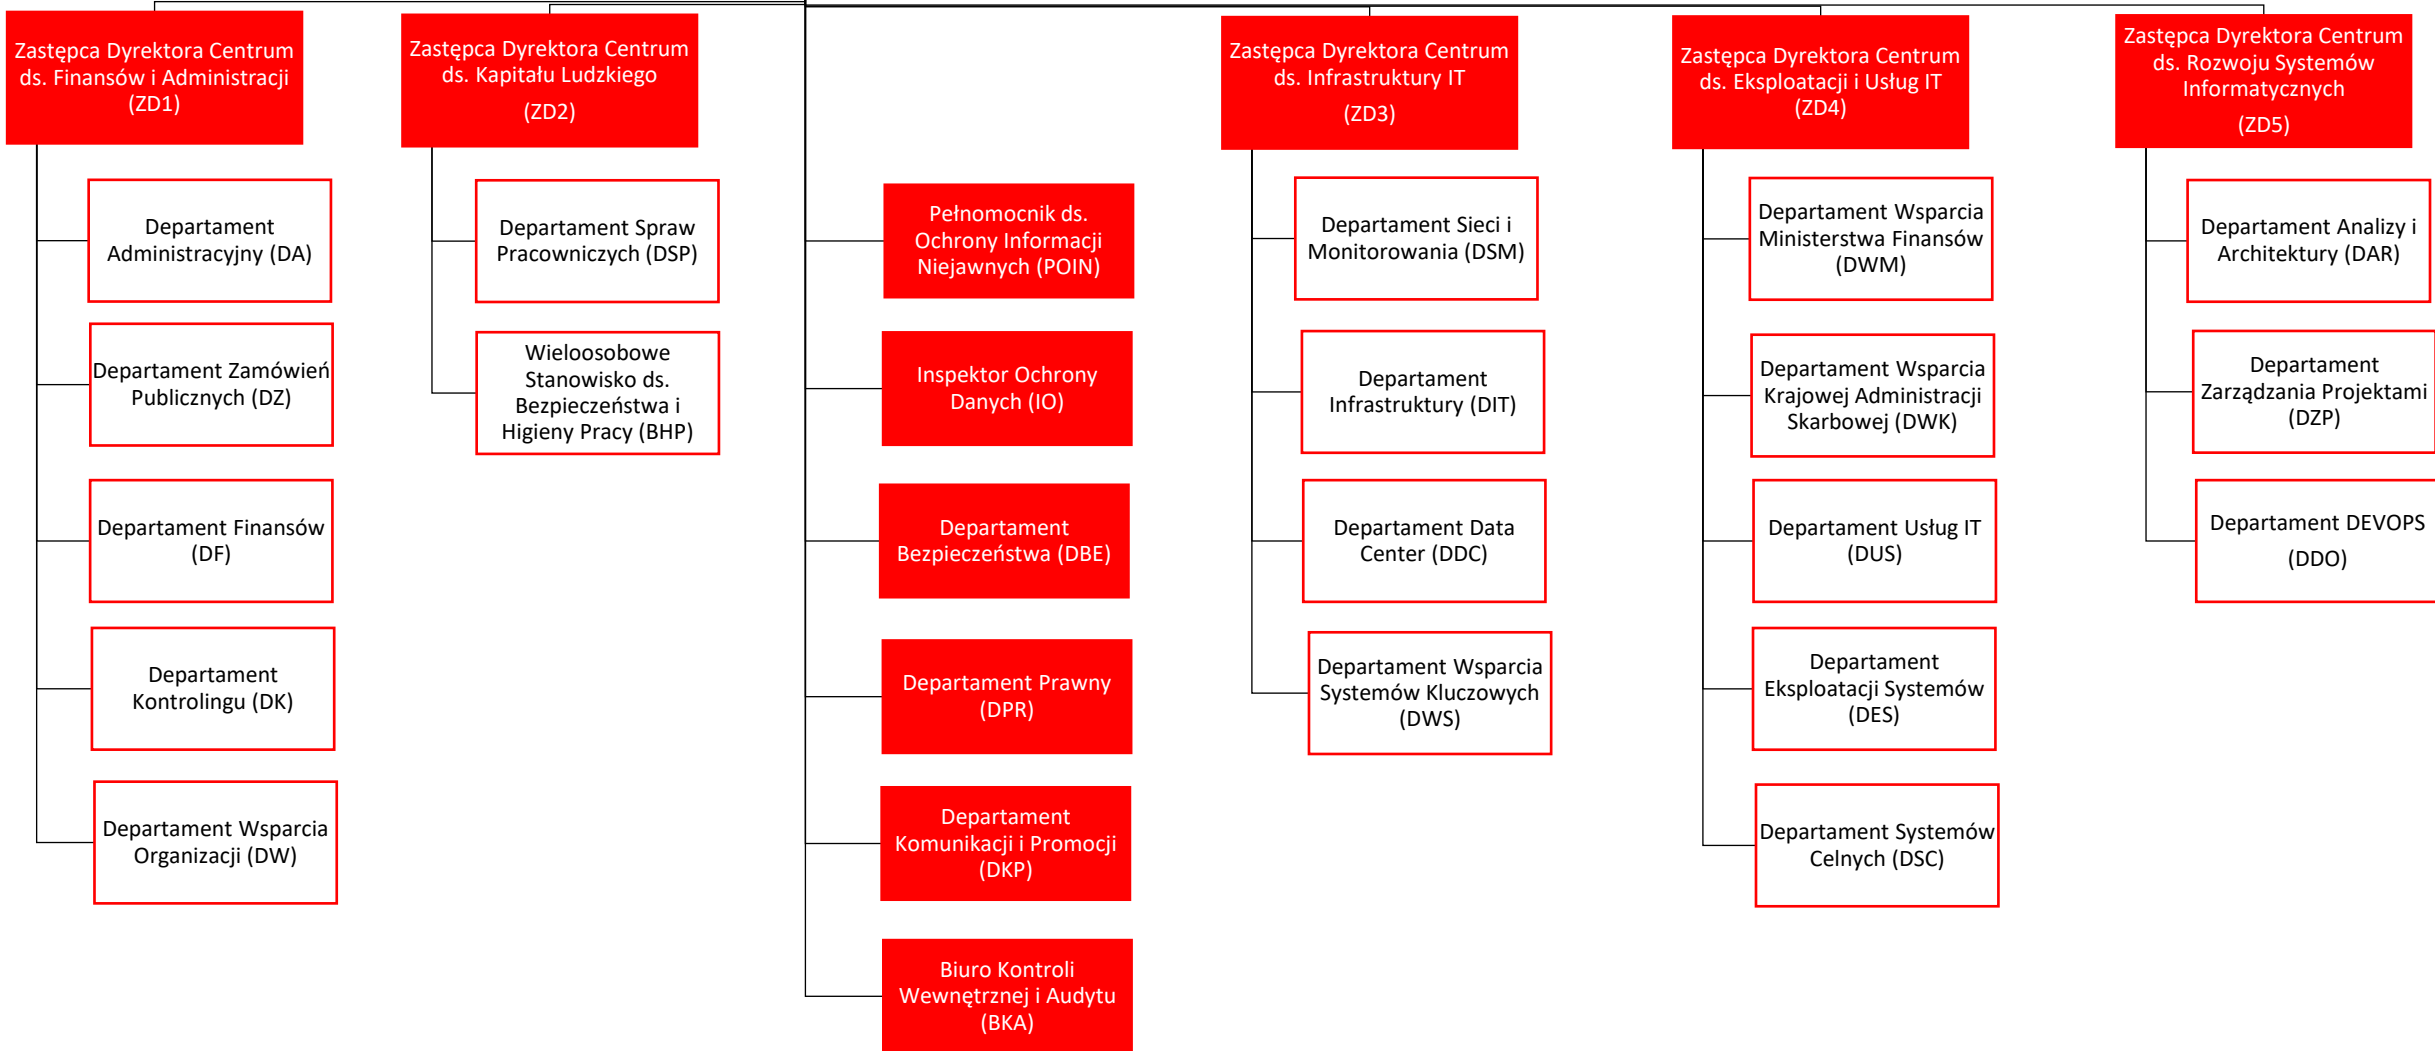 Zastępca Dyrektora Centrum
ds. Finansów i Administracji
(ZD1)
Zastępca Dyrektora Centrum
ds. Kapitału Ludzkiego
(ZD2)
Zastępca Dyrektora Centrum
ds. Infrastruktury IT
(ZD3)
Zastępca Dyrektora Centrum
ds. Eksploatacji i Usług IT
(ZD4)
Zastępca Dyrektora Centrum
ds. Rozwoju Systemów
Informatycznych
(ZD5)
Departament
Administracyjny (DA)
Departament Zamówień
Publicznych (DZ)
Departament Finansów
(DF)
Departament
Kontrolingu (DK)
Departament Wsparcia
Organizacji (DW)
Departament Spraw
Pracowniczych (DSP)
Wieloosobowe
Stanowisko ds.
Bezpieczeństwa i
Higieny Pracy (BHP)
Pełnomocnik ds.
Ochrony Informacji
Niejawnych (POIN)
Inspektor Ochrony
Danych (IO)
Departament
Bezpieczeństwa (DBE)
Departament Prawny
(DPR)
Departament
Komunikacji i Promocji
(DKP)
Biuro Kontroli
Wewnętrznej i Audytu
(BKA)
Departament Sieci i
Monitorowania (DSM)
Departament
Infrastruktury (DIT)
Departament Data
Center (DDC)
Departament Wsparcia
Systemów Kluczowych
(DWS)
Departament Wsparcia
Ministerstwa Finansów
(DWM)
Departament Wsparcia
Krajowej Administracji
Skarbowej (DWK)
Departament Usług IT
(DUS)
Departament
Eksploatacji Systemów
(DES)
Departament Systemów
Celnych (DSC)
Departament Analizy i
Architektury (DAR)
Departament
Zarządzania Projektami
(DZP)
Departament DEVOPS
(DDO)